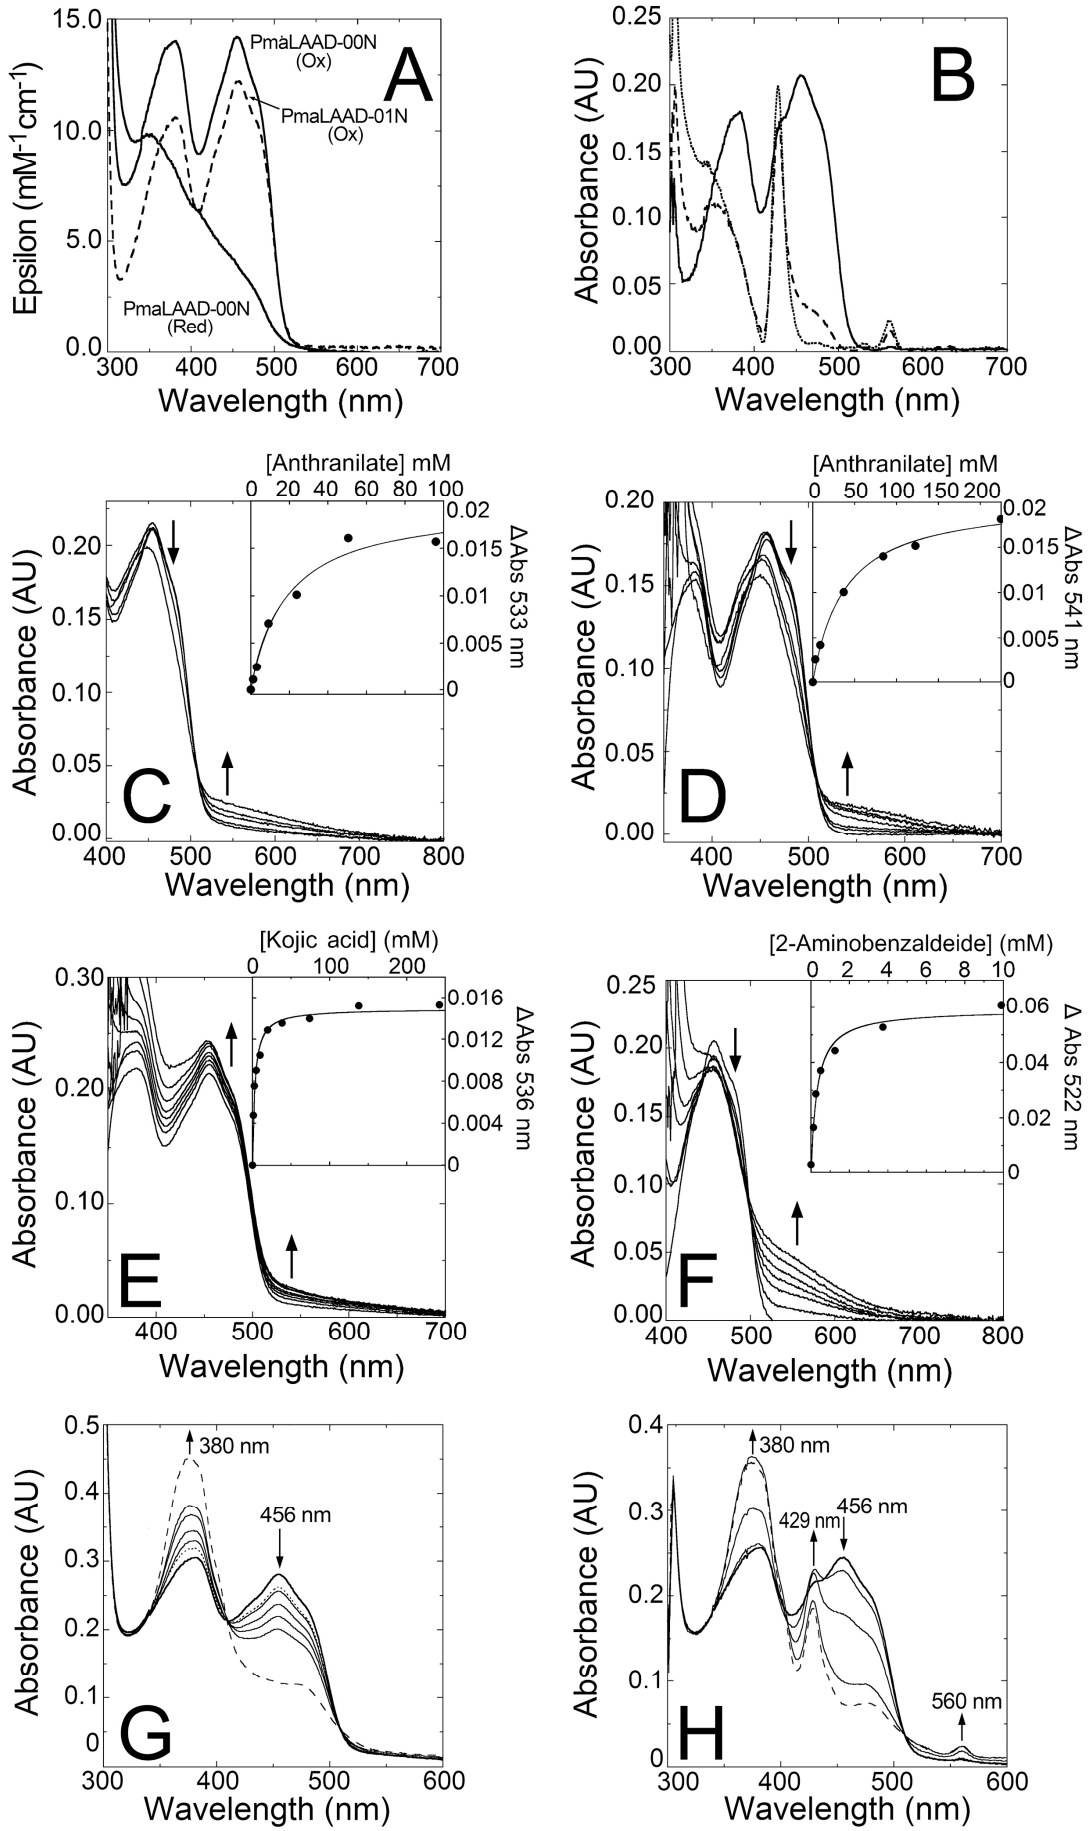 15.0
10.0
5.0
0.0
Epsilon (mM-1 cm-1)
PmaLAAD-00N
(Ox)
PmaLAAD-01N
(Ox)
PmaLAAD-00N
(Red)
A
300 400 500 600 700
Wavelength (nm)
0.25
0.20
0.15
0.10
0.05
0.00
Absorbance (AU)
B
300 400 500 600 700
Wavelength (nm)
[Anthranilate] mM
0 20 40 60 80 100
0.02
0.015
0.01
0.005
0
ΔAbs 533 nm
0.20
0.15
0.10
0.05
0.00
Absorbance (AU)
C
400 500 600 700 800
Wavelength (nm)
[Anthranilate] mM
0 50 100 150 200
0.02
0.015
0.01
0.005
0
ΔAbs 541 nm
0.20
0.15
0.10
0.05
0.00
Absorbance (AU)
D
400 500 600 700
Wavelength (nm)
[Kojic acid] (mM)
0 100 200
0.016
0.012
0.008
0.004
0
ΔAbs 536 nm
0.30
0.20
0.10
0.00
Absorbance (AU)
E
400 500 600 700
Wavelength (nm)
[2-Aminobenzaldeide] (mM)
0 2 4 6 8 10
0.06
0.04
0.02
0
Δ Abs 522 nm
0.25
0.20
0.15
0.10
0.05
0.00
Absorbance (AU)
F
400 500 600 700 800
Wavelength (nm)
0.5
0.4
0.3
0.2
0.1
0
Absorbance (AU)
380 nm
456 nm
G
300 400 500 600
Wavelength (nm)
0.4
0.3
0.2
0.1
0
Absorbance (AU)
380 nm
429 nm
456 nm
560 nm
H
300 400 500 600
Wavelength (nm)